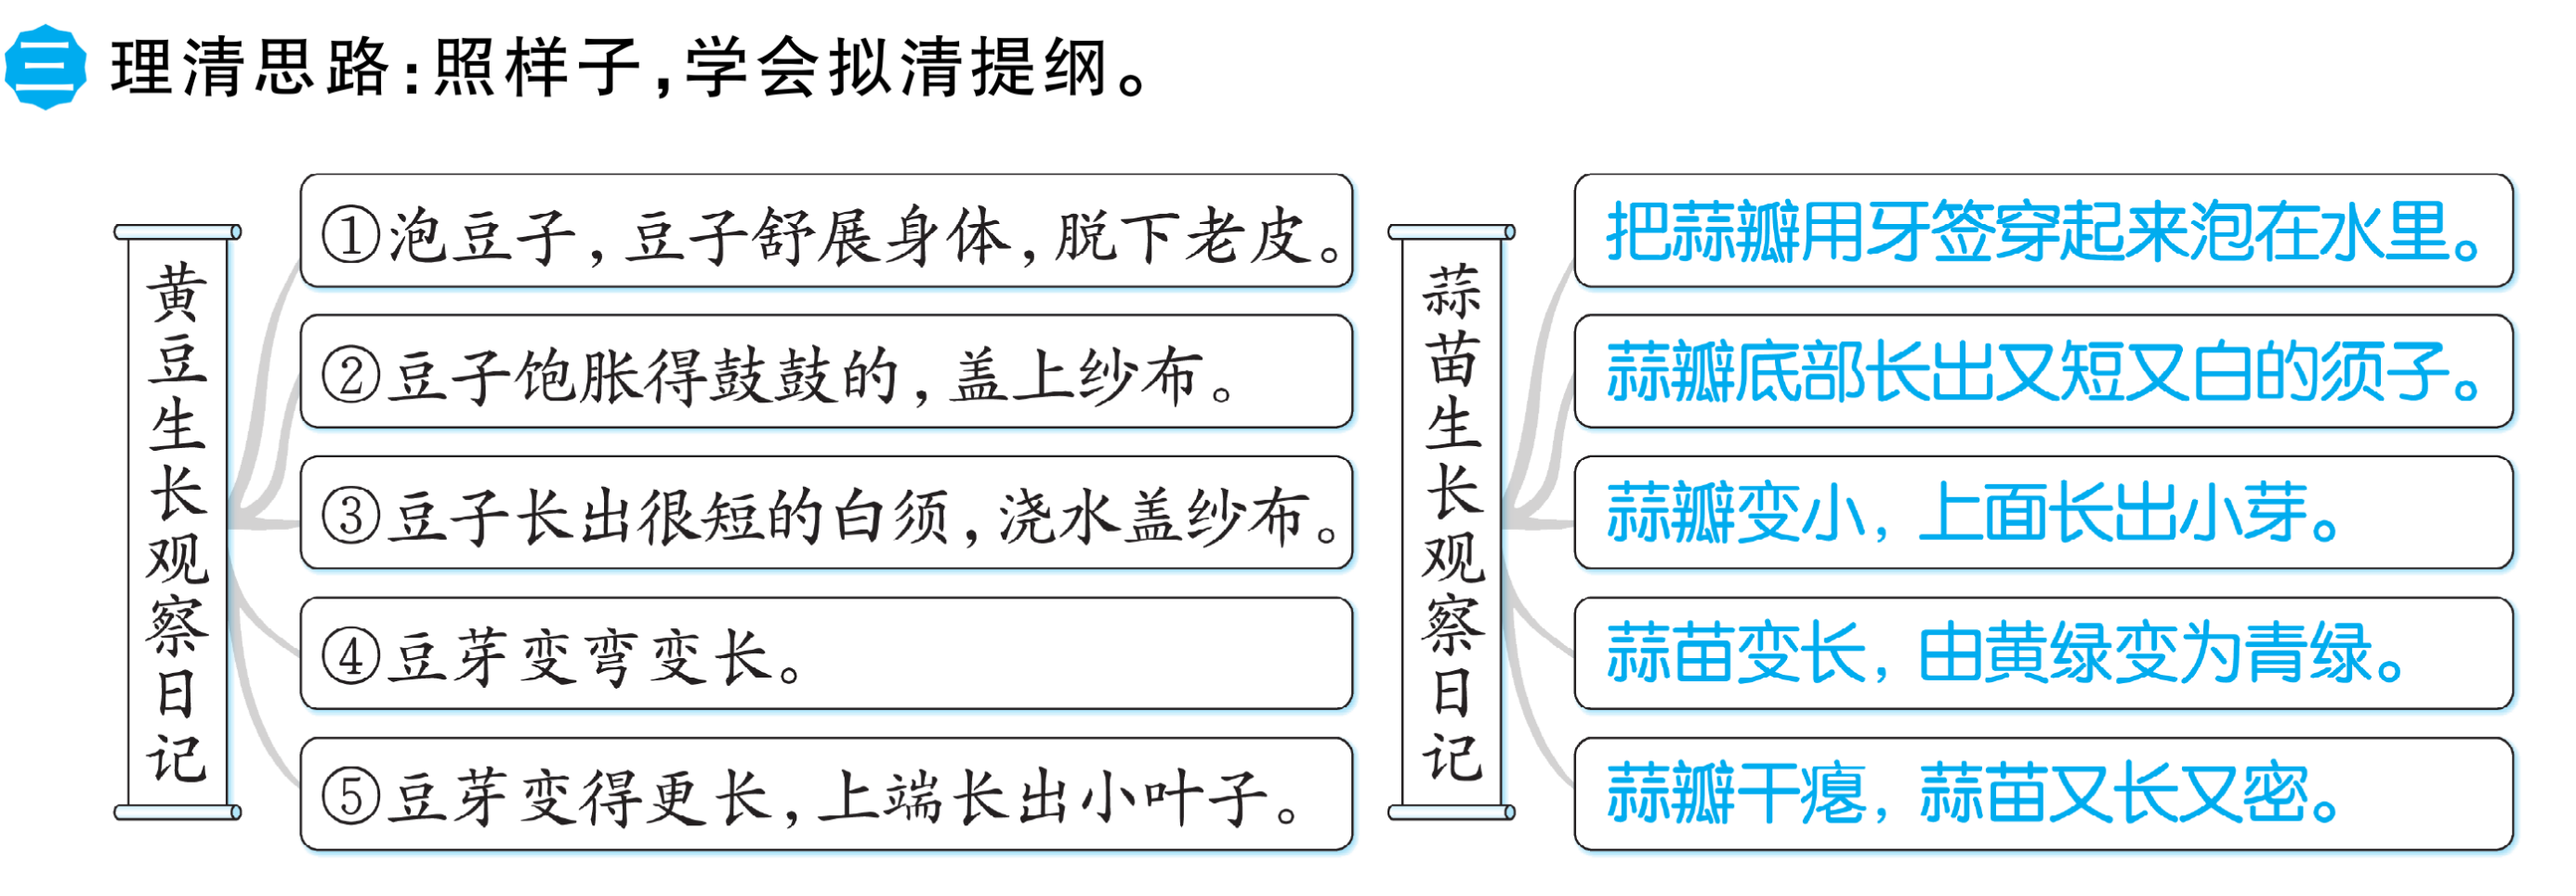 三 理清思路：照样子，学会拟清提纲。
黄豆生长观察日记
①泡豆子，豆子舒展身体，脱下老皮。
②豆子饱胀得鼓鼓的，盖上纱布。
③豆子长出很短的白须，浇水盖纱布。
④豆芽变弯变长。
⑤豆芽变得更长，上端长出小叶子。
蒜苗生长观察日记
把蒜瓣用牙签穿起来泡在水里。
蒜瓣底部长出又短又白的须子。
蒜瓣变小，上面长出小芽。
蒜苗变长，由黄绿变为青绿。
蒜瓣干瘪，蒜苗又长又密。